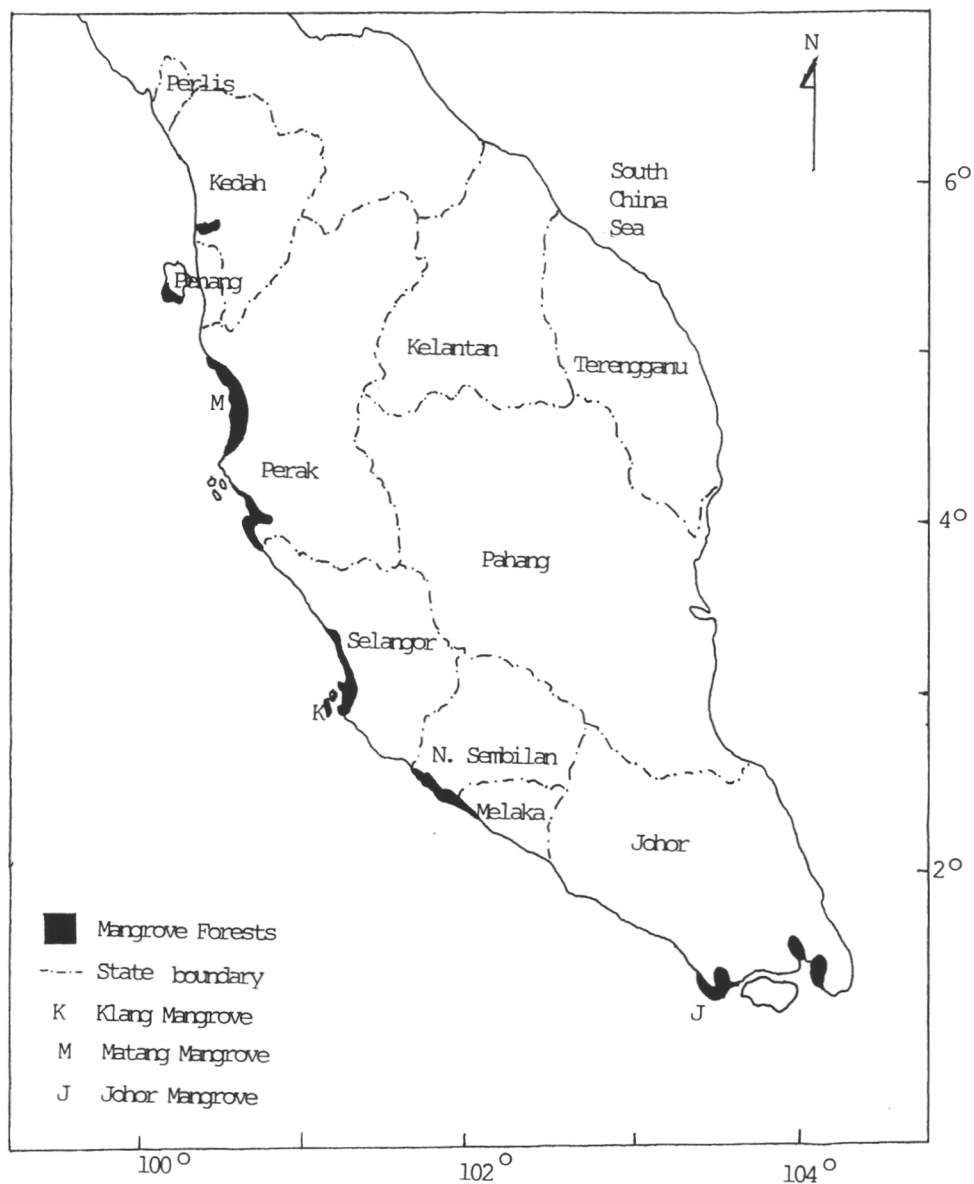 N
Perlis
South
China
Sea
6°
Kedah
Penang
Kelantan
Terengganu
M
Perak
4°
Pahang
Selangor
K
N. Sembilan
Melaka
Johor
2°
Mangrove Forests
State boundary
K Klang Mangrove
M Matang Mangrove
J Johor Mangrove
J
100°
102°
104°